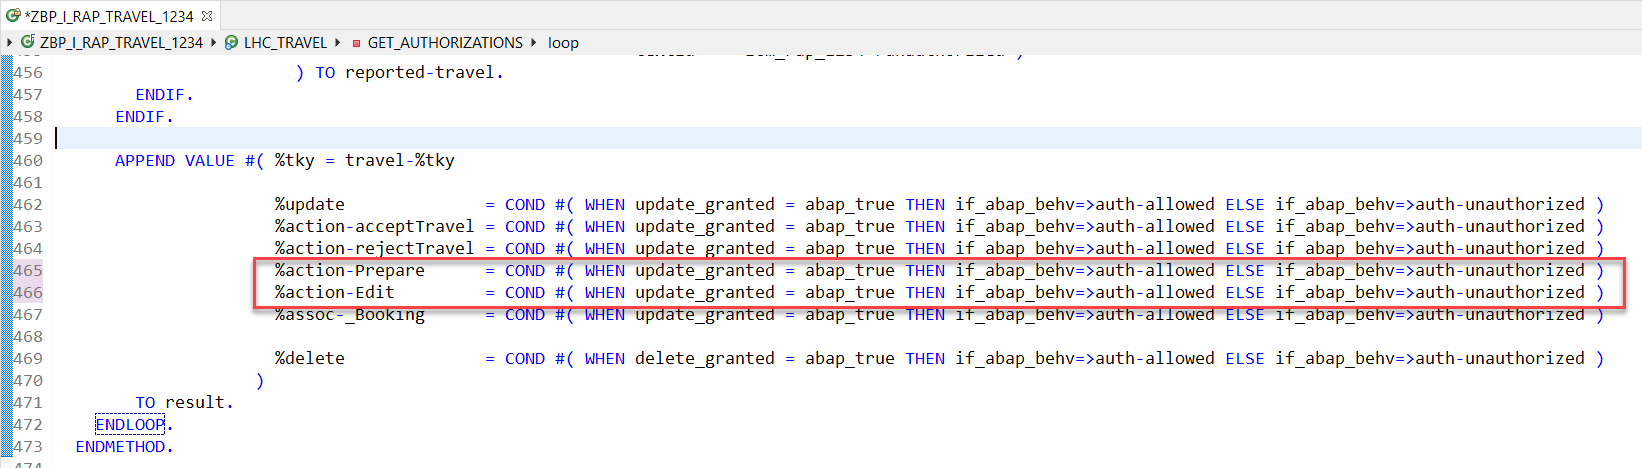 *ZBP_I_RAP_TRAVEL_1234
ZBP_I_RAP_TRAVEL_1234 LHC_TRAVEL GET_AUTHORIZATIONS loop
456 ) TO reported-travel.
457 ENDIF.
458 ENDIF.
459
460 APPEND VALUE #( %tky = travel-%tky
461
462 %update = COND #( WHEN update_granted = abap_true THEN if_abap_behv=>auth-allowed ELSE if_abap_behv=>auth-unauthorized )
463 %action-acceptTravel = COND #( WHEN update_granted = abap_true THEN if_abap_behv=>auth-allowed ELSE if_abap_behv=>auth-unauthorized )
464 %action-rejectTravel = COND #( WHEN update_granted = abap_true THEN if_abap_behv=>auth-allowed ELSE if_abap_behv=>auth-unauthorized )
465 %action-Prepare = COND #( WHEN update_granted = abap_true THEN if_abap_behv=>auth-allowed ELSE if_abap_behv=>auth-unauthorized )
466 %action-Edit = COND #( WHEN update_granted = abap_true THEN if_abap_behv=>auth-allowed ELSE if_abap_behv=>auth-unauthorized )
467 %assoc-_Booking = COND #( WHEN update_granted = abap_true THEN if_abap_behv=>auth-allowed ELSE if_abap_behv=>auth-unauthorized )
468
469 %delete = COND #( WHEN delete_granted = abap_true THEN if_abap_behv=>auth-allowed ELSE if_abap_behv=>auth-unauthorized )
470 )
471 TO result.
472 ENDLOOP.
473 ENDMETHOD.